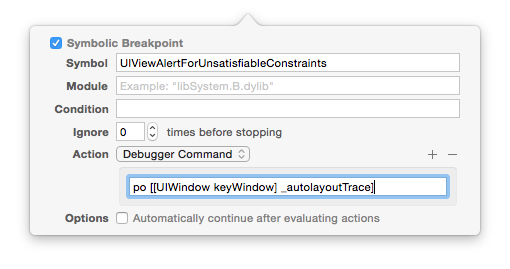 Symbolic Breakpoint
Symbol UIViewAlertForUnsatisfiableConstraints
Module Example: "libSystem.B.dylib"
Condition
Ignore 0 times before stopping
Action Debugger Command + −
po [[UIWindow keyWindow] _autolayoutTrace]
Options Automatically continue after evaluating actions